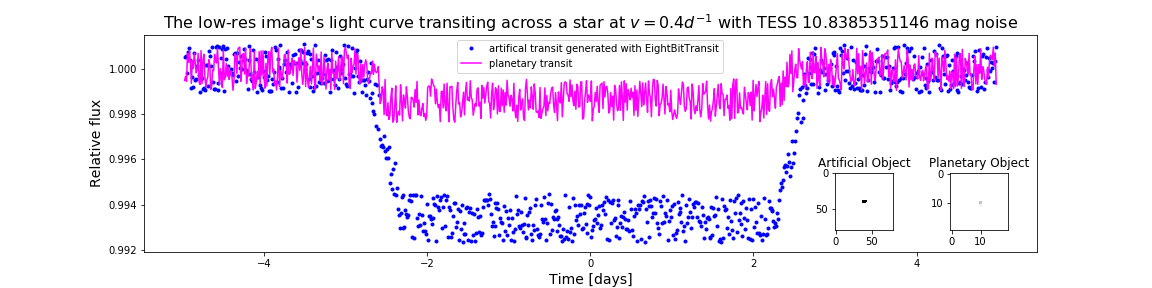 The low-res image's light curve transiting across a star at v = 0.4d⁻¹ with TESS 10.8385351146 mag noise
artifical transit generated with EightBitTransit
planetary transit
Relative flux
1.000
0.998
0.996
0.994
0.992
−4
−2
0
2
4
Time [days]
Artificial Object
0
50
0
50
Planetary Object
0
10
0
10